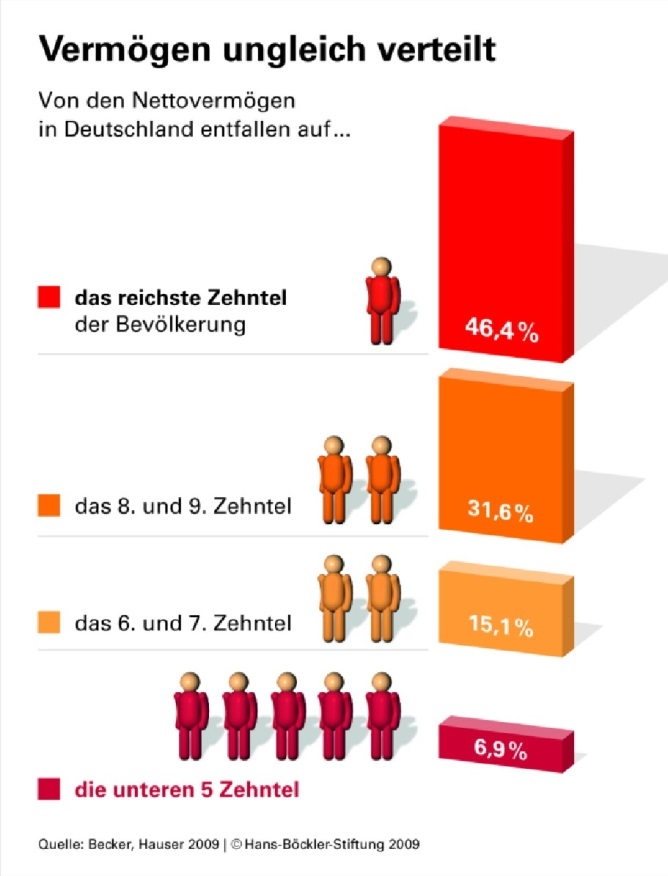 Vermögen ungleich verteilt
Von den Nettovermögen
in Deutschland entfallen auf...
das reichste Zehntel
der Bevölkerung
46,4%
das 8. und 9. Zehntel
31,6%
das 6. und 7. Zehntel
15,1%
6,9%
die unteren 5 Zehntel
Quelle: Becker, Hauser 2009 | © Hans-Böckler-Stiftung 2009